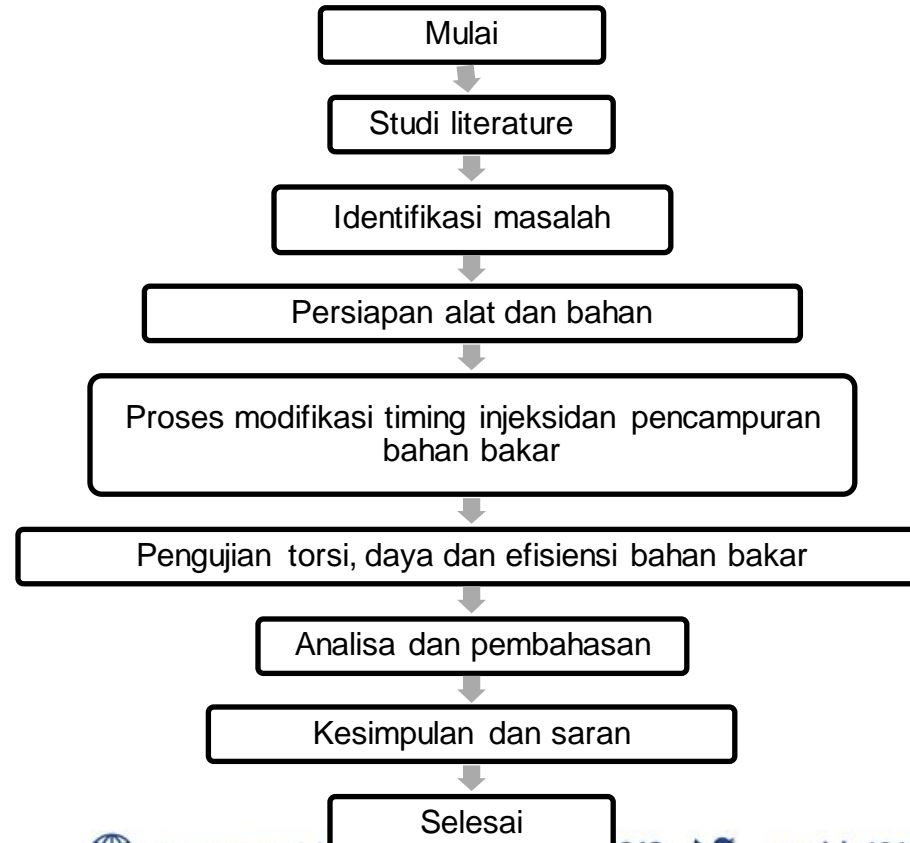 Mulai
Studi literature
Identifikasi masalah
Persiapan alat dan bahan
Proses modifikasi timing injeksidan pencampuran
bahan bakar
Pengujian torsi, daya dan efisiensi bahan bakar
Analisa dan pembahasan
Kesimpulan dan saran
Selesai